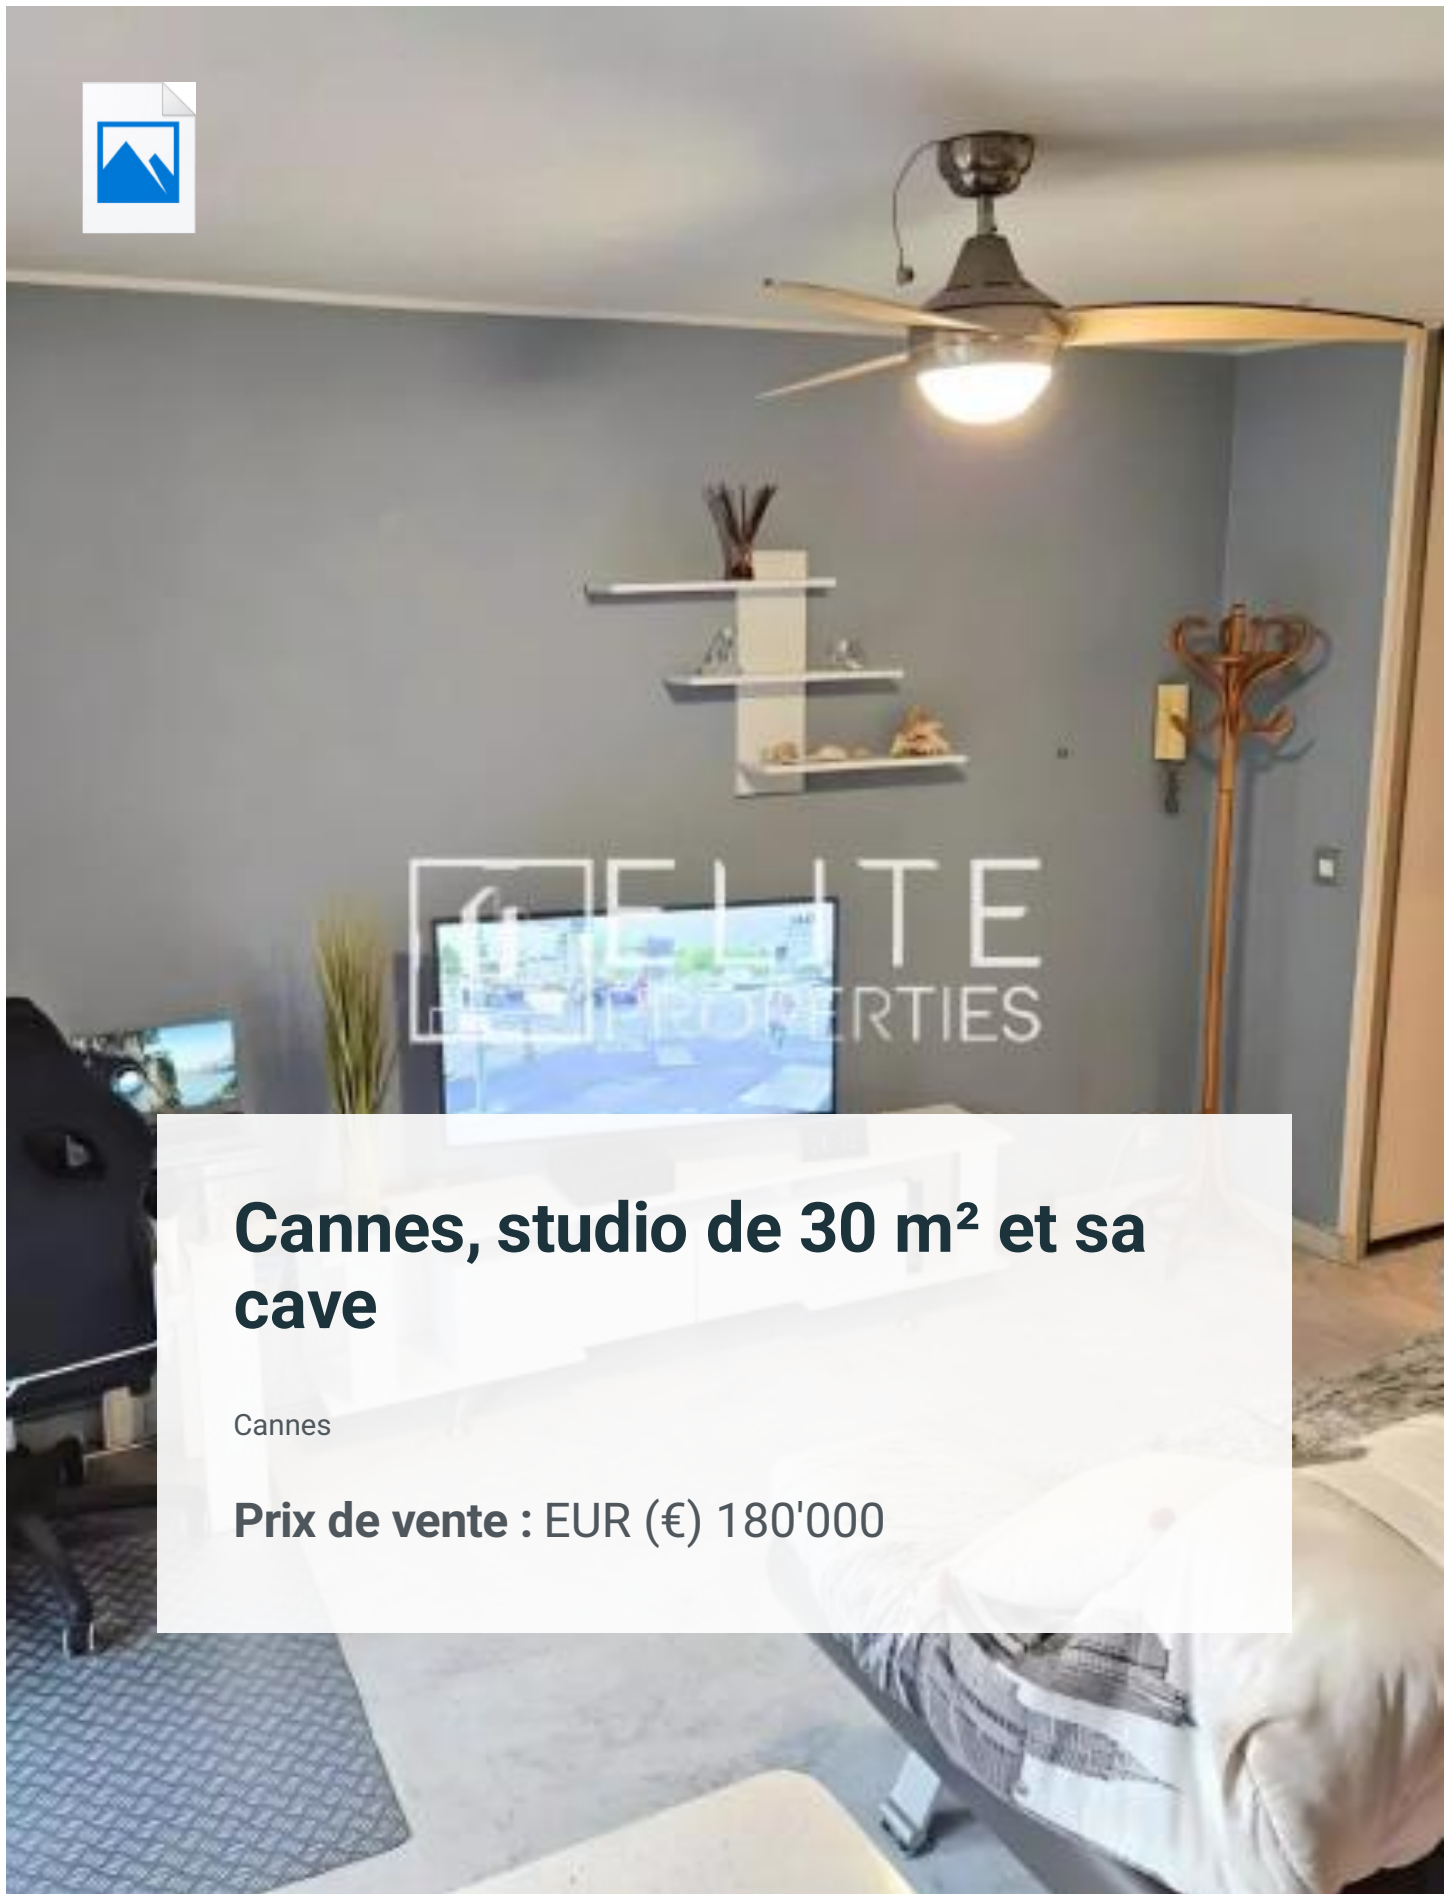 ELITE
PROPERTIES
Cannes, studio de 30 m² et sa
cave
Cannes
Prix de vente : EUR (€) 180'000